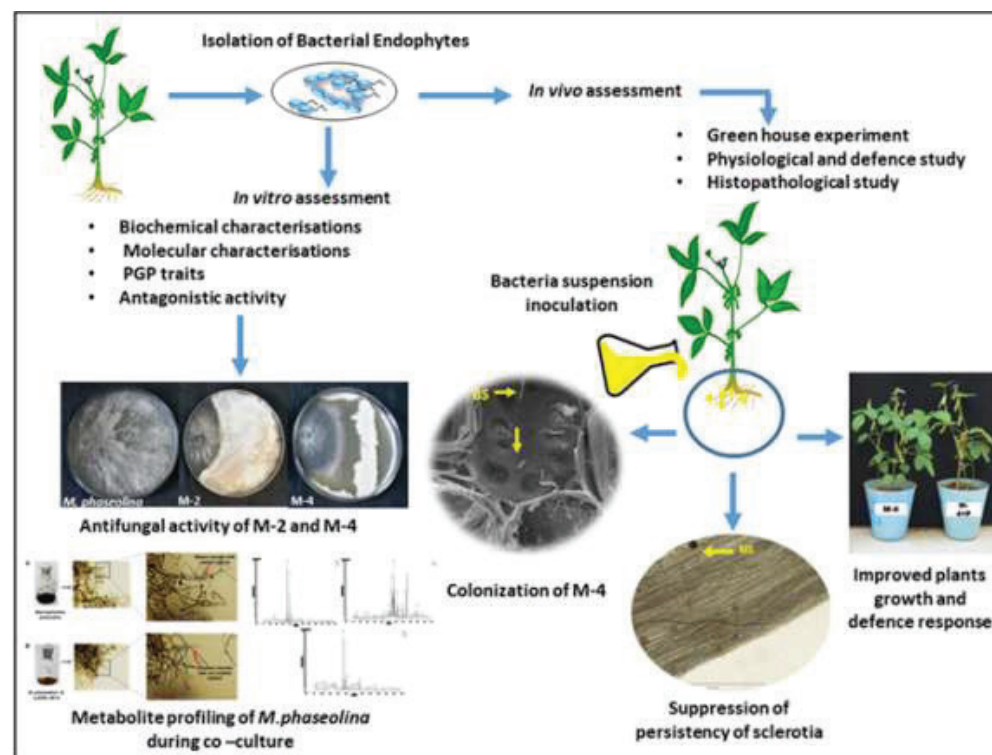 Isolation of Bacterial Endophytes
In vivo assessment
• Green house experiment
• Physiological and defence study
• Histopathological study
In vitro assessment
• Biochemical characterisations
• Molecular characterisations
• PGP traits
• Antagonistic activity
Bacteria suspension
inoculation
M. phaseolina
M-2
M-4
Antifungal activity of M-2 and M-4
BS
Colonization of M-4
MS
Suppression of
persistency of sclerotia
Improved plants
growth and
defence response
Metabolite profiling of M.phaseolina
during co –culture